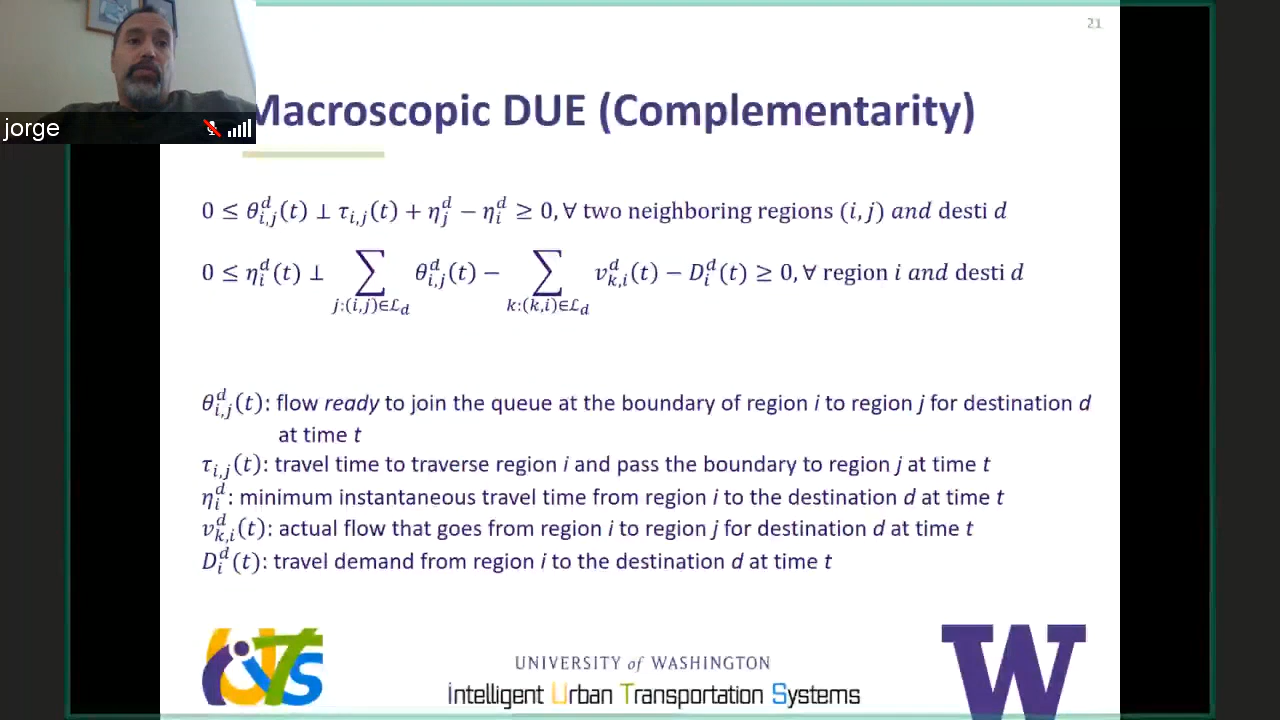 21
Macroscopic DUE (Complementarity)
jorge
0 ≤ θ^d_{i,j}(t) ⊥ τ_{i,j}(t) + η^d_j − η^d_i ≥ 0, ∀ two neighboring regions (i, j) and desti d
0 ≤ η^d_i(t) ⊥ ∑_{j:(i,j)∈ℒ_d} θ^d_{i,j}(t) − ∑_{k:(k,i)∈ℒ_d} v^d_{k,i}(t) − D^d_i(t) ≥ 0, ∀ region i and desti d
θ^d_{i,j}(t): flow ready to join the queue at the boundary of region i to region j for destination d
at time t
τ_{i,j}(t): travel time to traverse region i and pass the boundary to region j at time t
η^d_i: minimum instantaneous travel time from region i to the destination d at time t
v^d_{k,i}(t): actual flow that goes from region i to region j for destination d at time t
D^d_i(t): travel demand from region i to the destination d at time t
iUTS
UNIVERSITY of WASHINGTON
intelligent Urban Transportation Systems
W